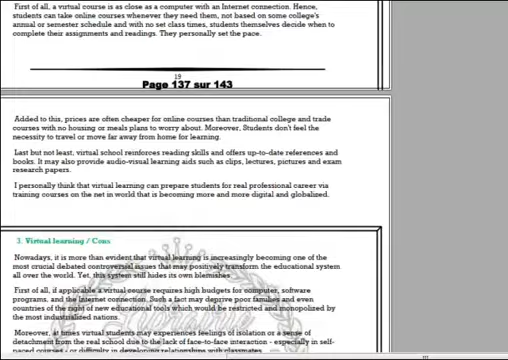 First of all, a virtual course is as close as a computer with an Internet connection. Hence,
students can take online courses whenever they need them, not based on some college's
annual or semester schedule and with no set class times, students themselves decide when to
complete their assignments and readings. They personally set the pace.
19
Page 137 sur 143
Added to this, prices are often cheaper for online courses than traditional college and trade
courses with no housing or meals plans to worry about. Moreover, Students don't feel the
necessity to travel or move far away from home for learning.
Last but not least, virtual school reinforces reading skills and offers up-to-date references and
books. It may also provide audio-visual learning aids such as clips, lectures, pictures and exam
research papers.
I personally think that virtual learning can prepare students for real professional career via
training courses on the net in world that is becoming more and more digital and globalized.
3. Virtual learning / Cons
Nowadays, it is more than evident that virtual learning is increasingly becoming one of the
most crucial debated controversial issues that may positively transform the educational system
all over the world. Yet, this system still hides its own blemishes.
First of all, if applicable a virtual course requires high budgets for computer, software
programs, and the Internet connection. Such a fact may deprive poor families and even
countries of the right of new educational tools which would be restricted and monopolized by
the most industrialized nations.
Moreover, at times virtual students may experiences feelings of isolation or a sense of
detachment from the real school due to the lack of face-to-face interaction - especially in self-
paced courses - or difficulty in developing relationships with classmates.